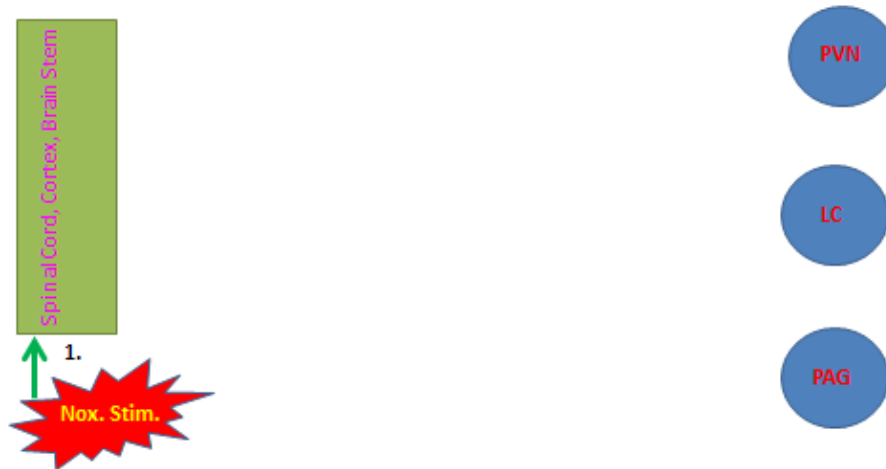 Spinal Cord, Cortex, Brain Stem
1.
Nox. Stim.
PVN
LC
PAG